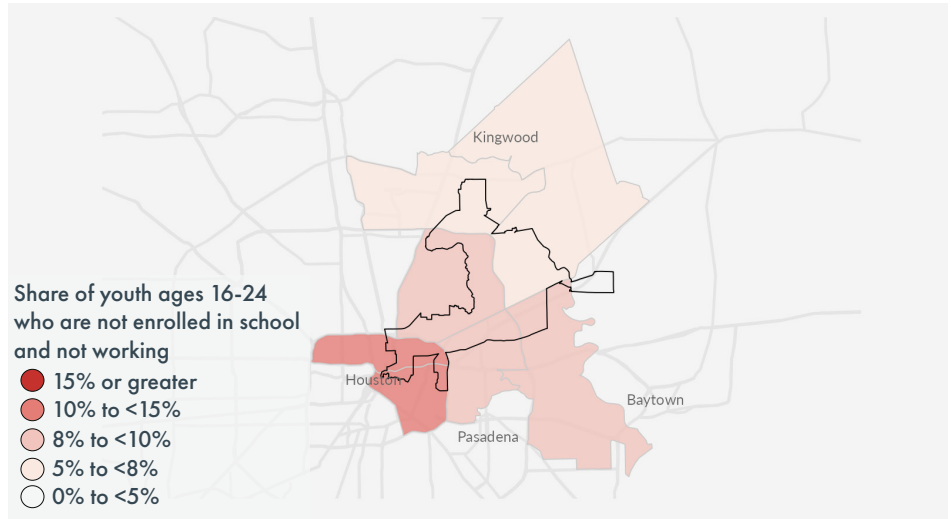 Kingwood
Share of youth ages 16-24
who are not enrolled in school
and not working
15% or greater
10% to <15%
8% to <10%
5% to <8%
0% to <5%
Houston
Baytown
Pasadena